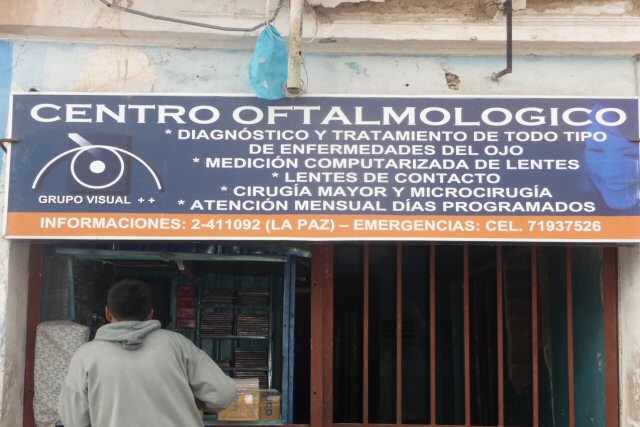 CENTRO OFTALMOLOGICO
* DIAGNÓSTICO Y TRATAMIENTO DE TODO TIPO
DE ENFERMEDADES DEL OJO
* MEDICIÓN COMPUTARIZADA DE LENTES
* LENTES DE CONTACTO
* CIRUGÍA MAYOR Y MICROCIRUGÍA
* ATENCIÓN MENSUAL DÍAS PROGRAMADOS
GRUPO VISUAL ++
INFORMACIONES: 2-411092 (LA PAZ) – EMERGENCIAS: CEL. 71937526